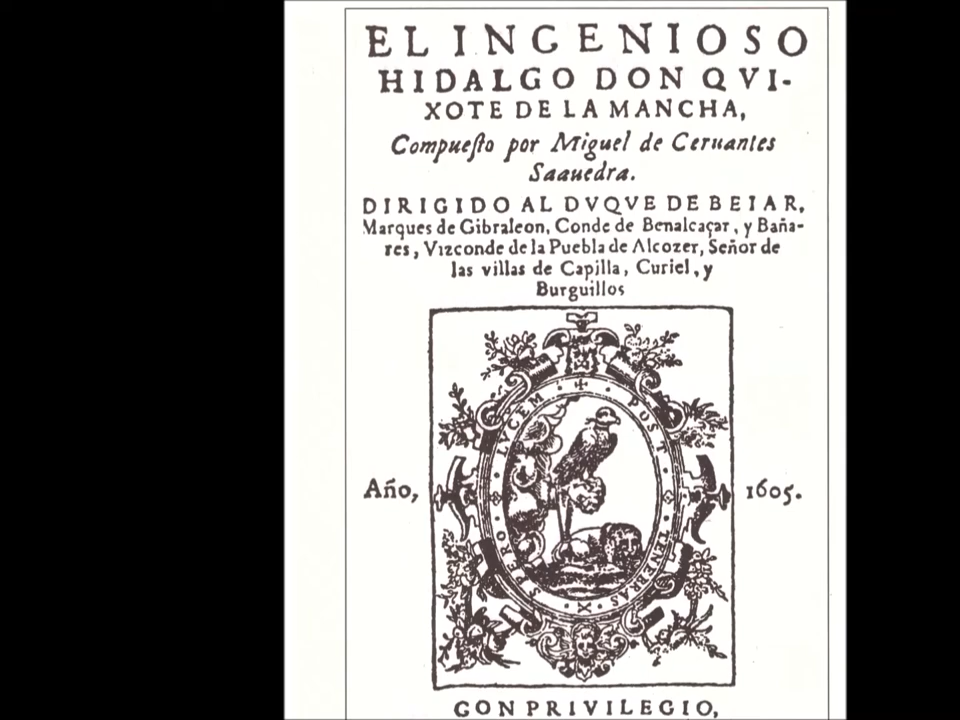 EL INGENIOSO
HIDALGO DON QVI-
XOTE DE LA MANCHA,
Compueſto por Miguel de Ceruantes
Saauedra.
DIRIGIDO AL DVQVE DE BEIAR,
Marques de Gibraleon, Conde de Benalcaçar, y Baña-
res, Vizconde de la Puebla de Alcozer, Señor de
las villas de Capilla, Curiel, y
Burguillos
POST TENEBRAS SPERO LVCEM
Año, 1605.
CON PRIVILEGIO,